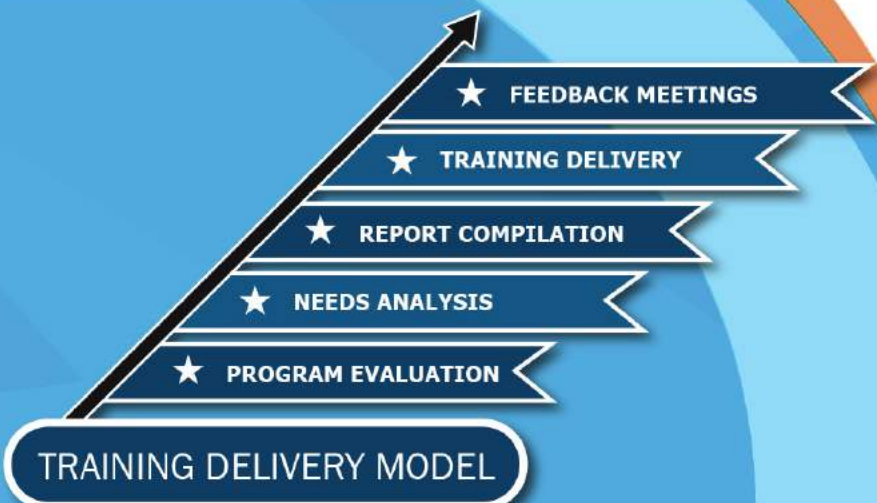 FEEDBACK MEETINGS
TRAINING DELIVERY
REPORT COMPILATION
NEEDS ANALYSIS
PROGRAM EVALUATION
TRAINING DELIVERY MODEL